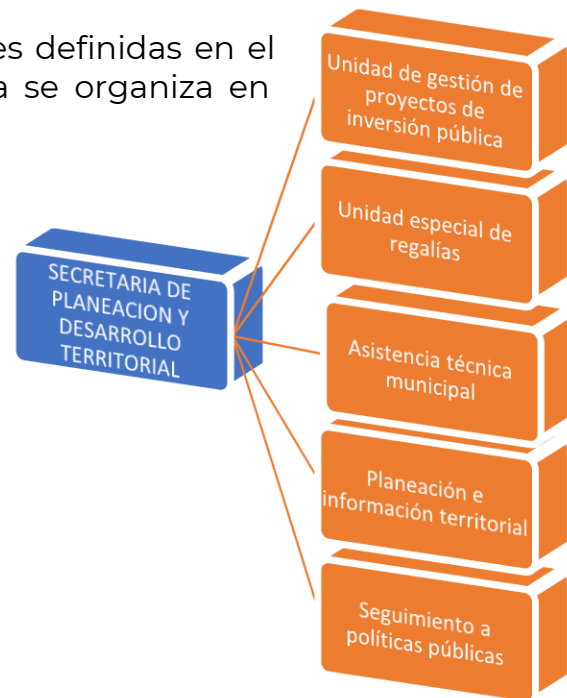 es definidas en el
a se organiza en
SECRETARIA DE
PLANEACION Y
DESARROLLO
TERRITORIAL
Unidad de gestión de
proyectos de
inversión pública
Unidad especial de
regalías
Asistencia técnica
municipal
Planeación e
información territorial
Seguimiento a
políticas públicas